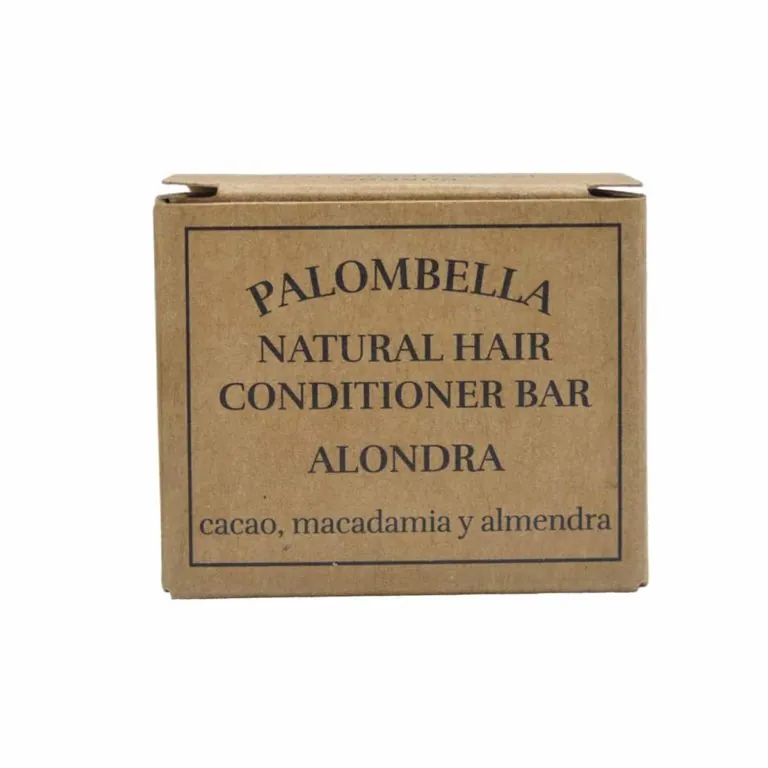 PALOMBELLA
NATURAL HAIR
CONDITIONER BAR
ALONDRA
cacao, macadamia y almendra